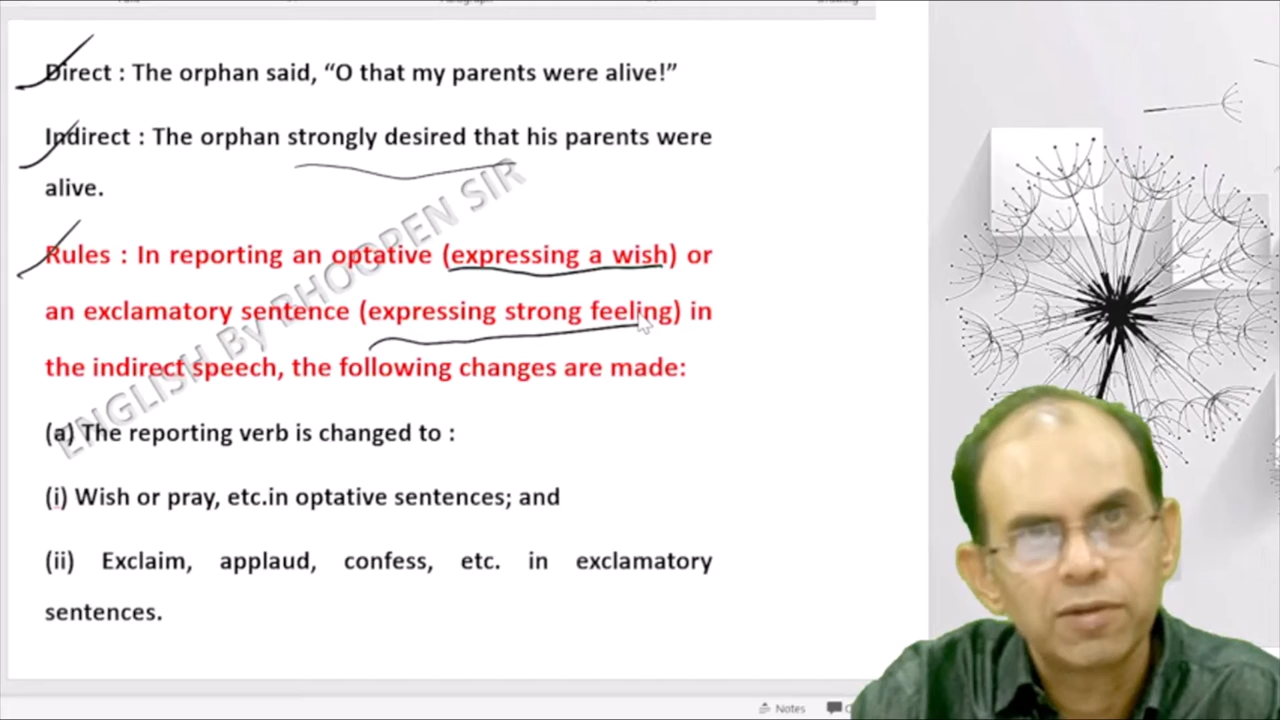 Direct : The orphan said, “O that my parents were alive!”
Indirect : The orphan strongly desired that his parents were
alive.
Rules : In reporting an optative (expressing a wish) or
an exclamatory sentence (expressing strong feeling) in
the indirect speech, the following changes are made:
(a) The reporting verb is changed to :
(i) Wish or pray, etc.in optative sentences; and
(ii) Exclaim, applaud, confess, etc. in exclamatory
sentences.
ENGLISH By BHOOPEN SIR
Notes